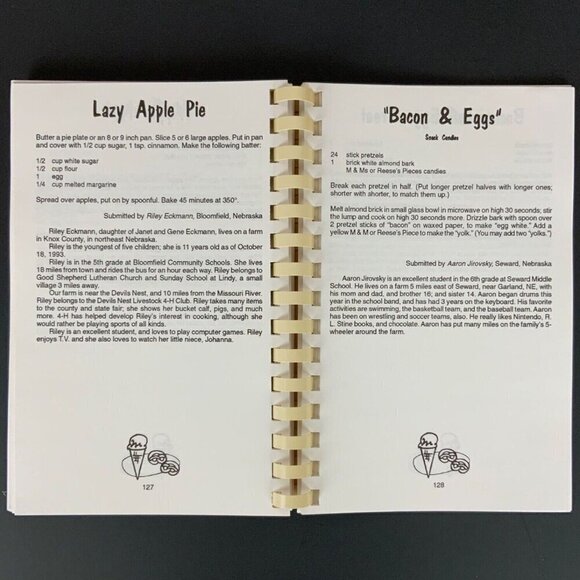 Lazy Apple Pie
Butter a pie plate or an 8 or 9 inch pan. Slice 5 or 6 large apples. Put in pan
and cover with 1/2 cup sugar, 1 tsp. cinnamon. Make the following batter:
1/2 cup white sugar
1/2 cup flour
1 egg
1/4 cup melted margarine
Spread over apples, put on by spoonful. Bake 45 minutes at 350°.
Submitted by Riley Eckmann, Bloomfield, Nebraska
Riley Eckmann, daughter of Janet and Gene Eckmann, lives on a farm
in Knox County, in northeast Nebraska.
Riley is the youngest of five children; she is 11 years old as of October
18, 1993.
Riley is in the 5th grade at Bloomfield Community Schools. She lives
18 miles from town and rides the bus for an hour each way. Riley belongs to
Good Shepherd Lutheran Church and Sunday School at Lindy, a small
village 3 miles away.
Our farm is near the Devils Nest, and 10 miles from the Missouri River.
Riley belongs to the Devils Nest Livestock 4-H Club. Riley takes many items
to the county and state fair; she shows her bucket calf, pigs, and much
more. 4-H has helped develop Riley's interest in cooking, although she
would rather be playing sports of all kinds.
Riley is an excellent student, and loves to play computer games. Riley
enjoys T.V. and she also loves to watch her little niece, Johanna.
127
"Bacon & Eggs"
Snack Candies
24 stick pretzels
1 brick white almond bark
M & Ms or Reese's Pieces candies
Break each pretzel in half. (Put longer pretzel halves with longer ones;
shorter with shorter, to match them up.)
Melt almond brick in small glass bowl in microwave on high 30 seconds; stir
the lump and cook on high 30 seconds more. Drizzle bark with spoon over
2 pretzel sticks of "bacon" on waxed paper, to make "egg white." Add a
yellow M & M or Reese's Piece to make the "yolk." (You may add two "yolks.")
Submitted by Aaron Jirovsky, Seward, Nebraska
Aaron Jirovsky is an excellent student in the 6th grade at Seward Middle
School. He lives on a farm 5 miles east of Seward, near Garland, NE, with
his mom and dad, and brother 16; and sister 14. Aaron began drums this
year in the school band, and has 3 years on the keyboard. His favorite
activities are swimming, the basketball team, and the baseball team. Aaron
has been on wrestling and soccer teams, also. He really likes Nintendo, R.
L. Stine books, and chocolate. Aaron has put many miles on the family's 5-
wheeler around the farm.
128